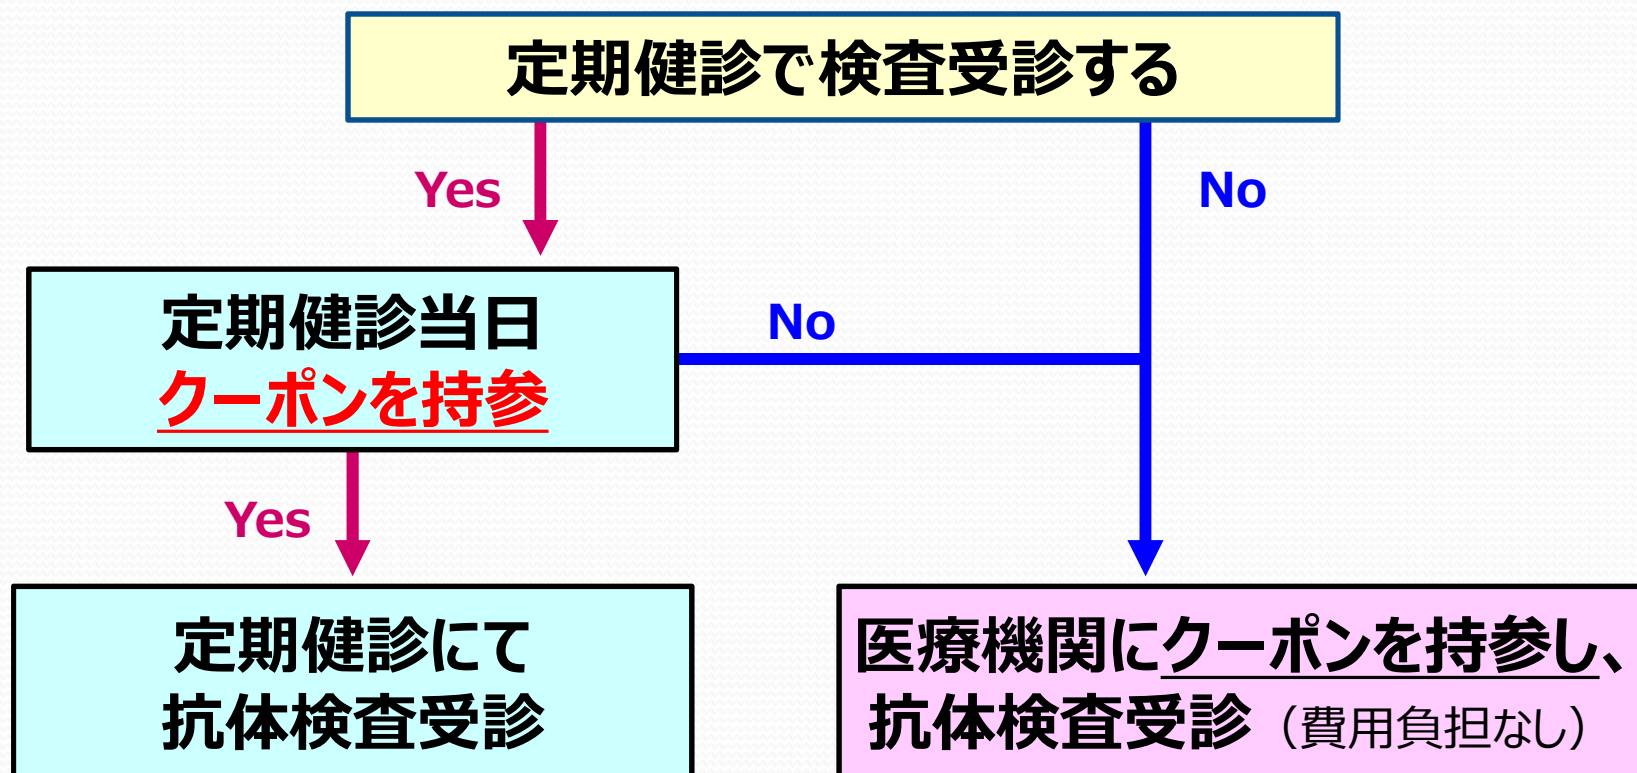 定期健診で検査受診する
Yes
No
定期健診当日
クーポンを持参
No
Yes
定期健診にて
抗体検査受診
医療機関にクーポンを持参し、
抗体検査受診（費用負担なし）